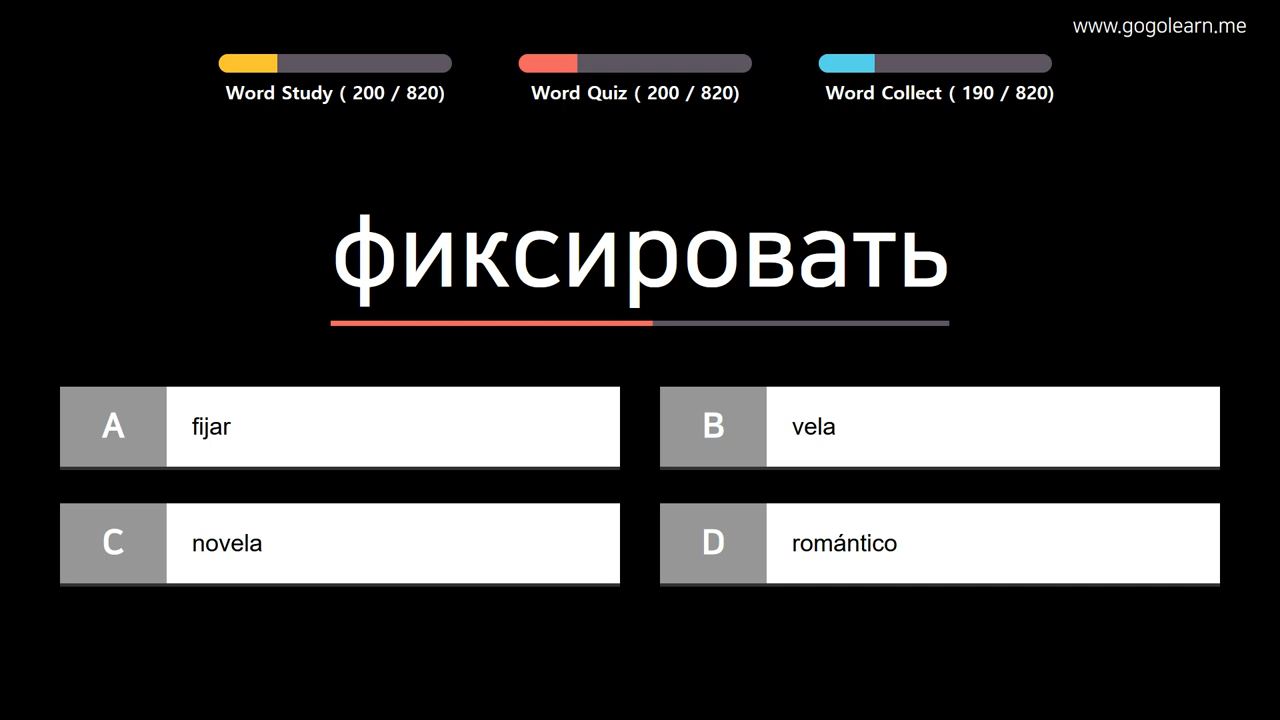 www.gogolearn.me
Word Study ( 200 / 820)
Word Quiz ( 200 / 820)
Word Collect ( 190 / 820)
фиксировать
A fijar
B vela
C novela
D romántico